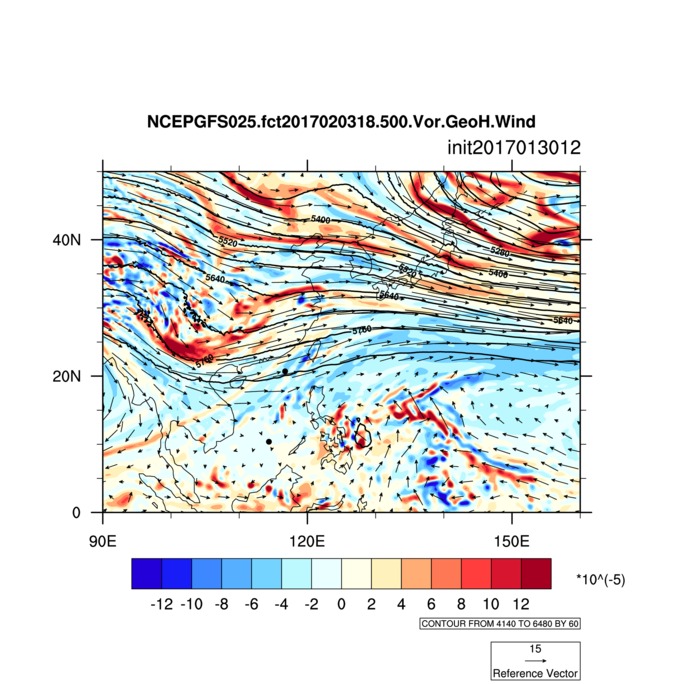 NCEPGFS025.fct2017020318.500.Vor.GeoH.Wind
init2017013012
5400
5520
5280
5640
5520
5400
5640
5640
5760
5760
40N
20N
0
90E 120E 150E
-12 -10 -8 -6 -4 -2 0 2 4 6 8 10 12
*10^(-5)
CONTOUR FROM 4140 TO 6480 BY 60
15
Reference Vector